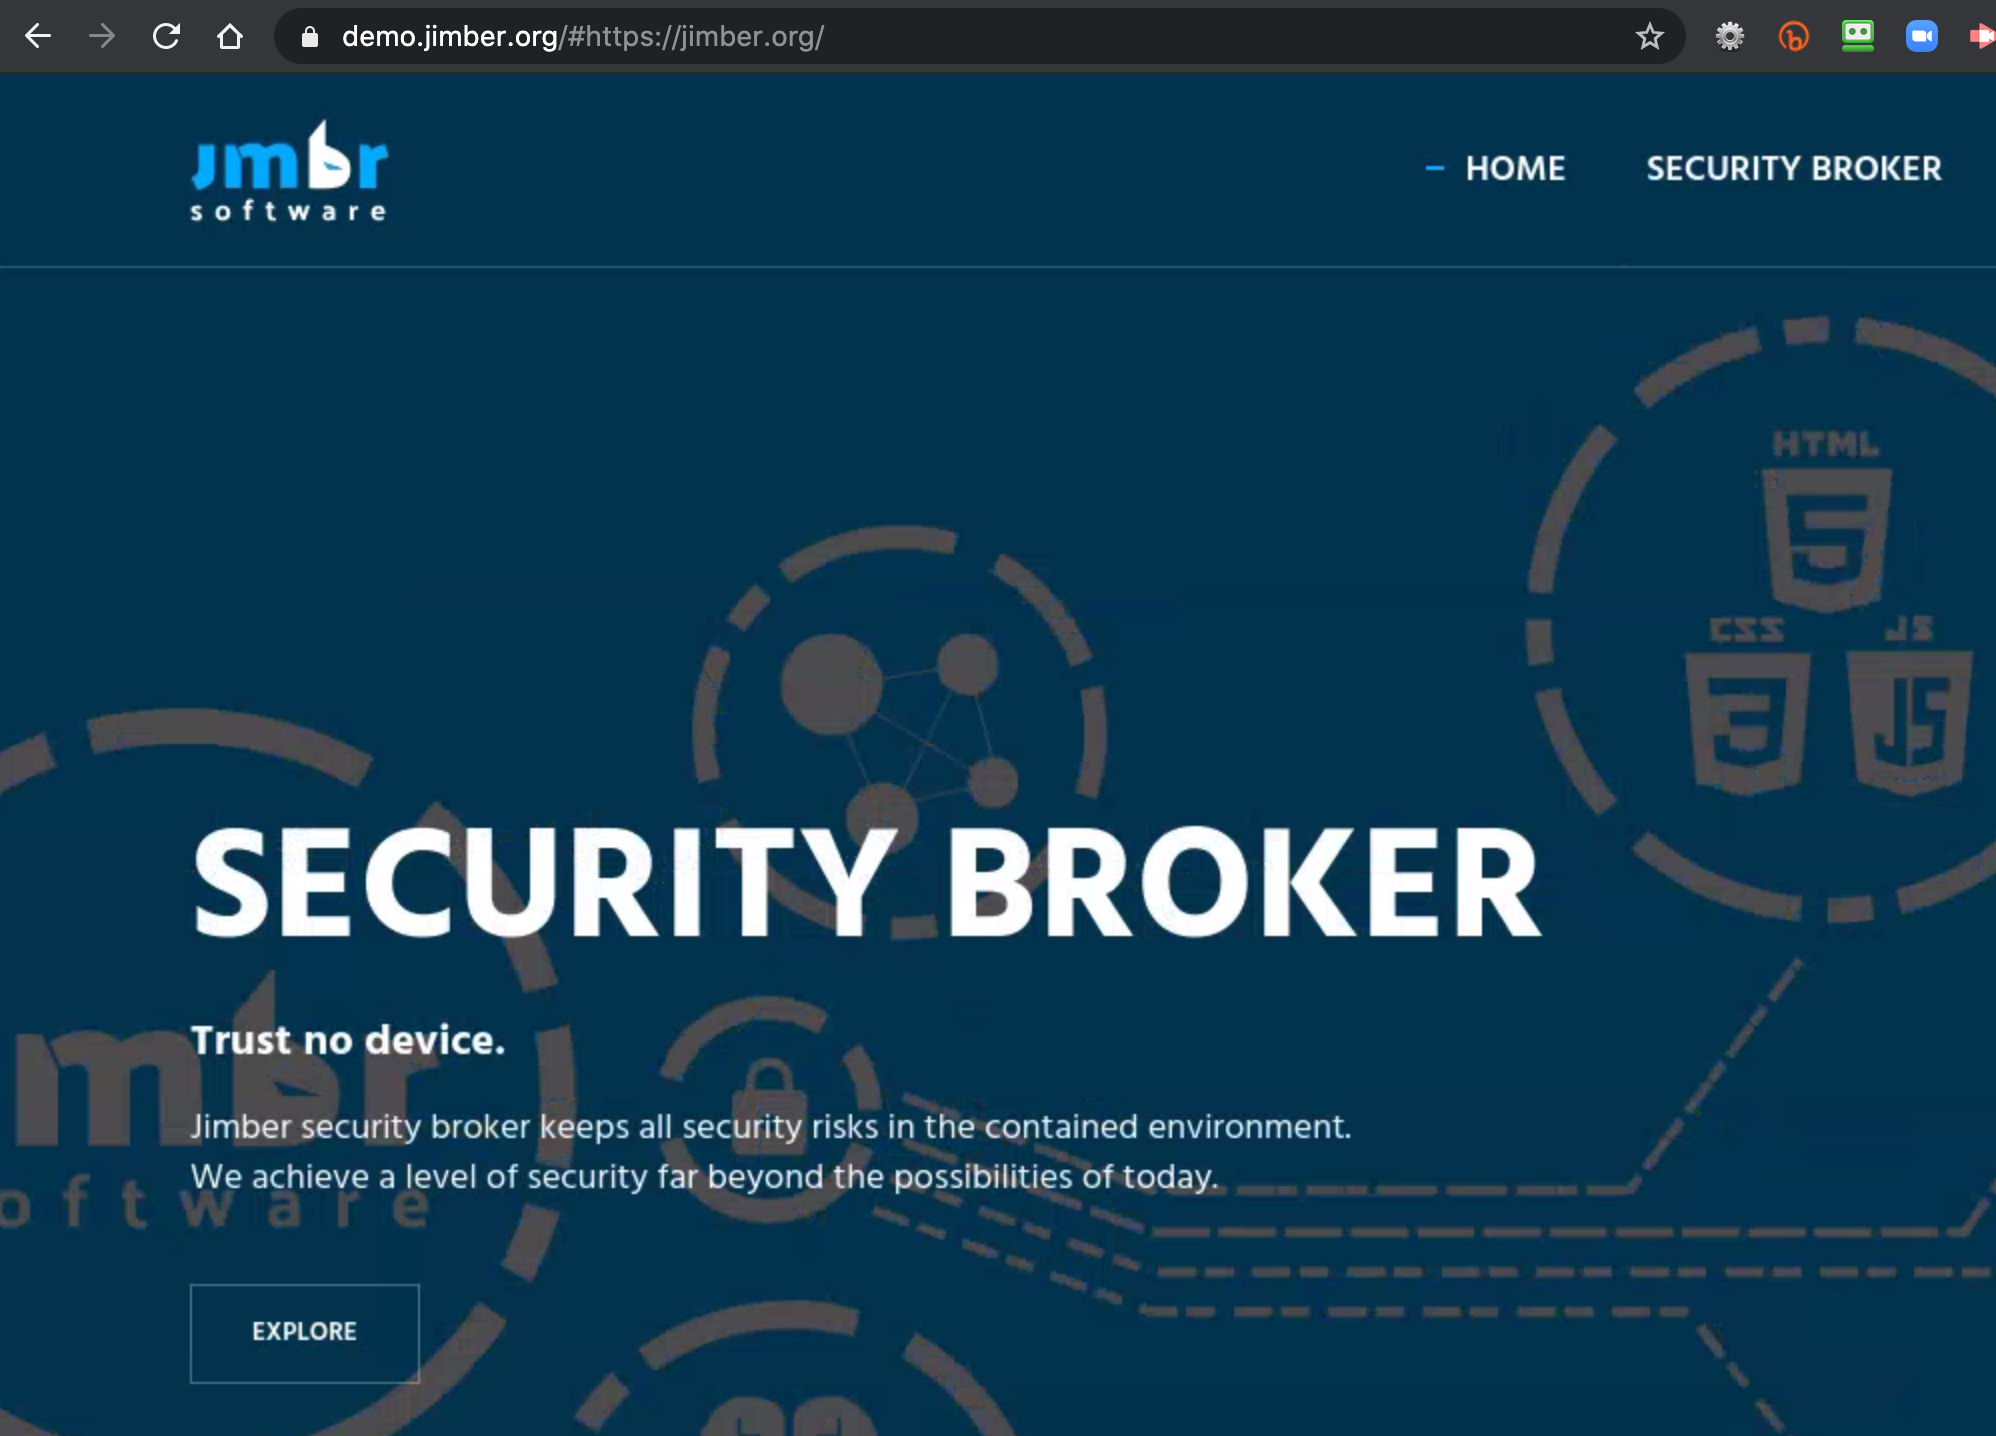 demo.jimber.org/#https://jimber.org/
jmbr
software
HOME
SECURITY BROKER
HTML
5
CSS
JS
3
JS
SECURITY BROKER
Trust no device.
mbr
Jimber security broker keeps all security risks in the contained environment.
We achieve a level of security far beyond the possibilities of today.
oftware
EXPLORE